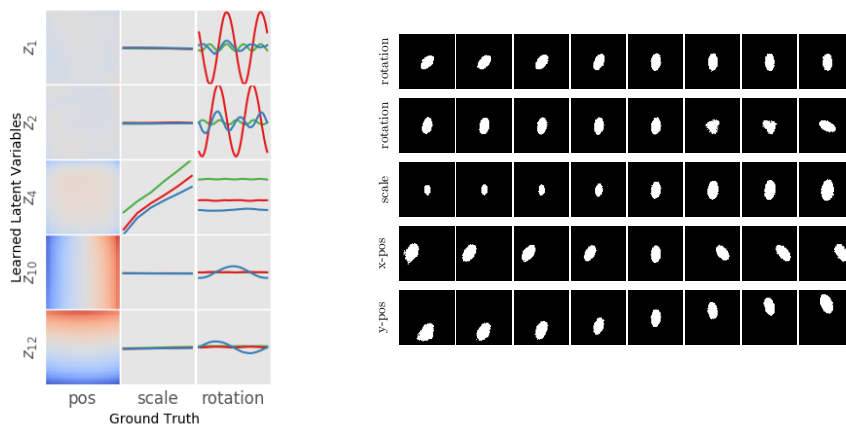 Learned Latent Variables
Z1
Z2
Z4
Z10
Z12
pos scale rotation
Ground Truth
rotation
rotation
scale
x-pos
y-pos